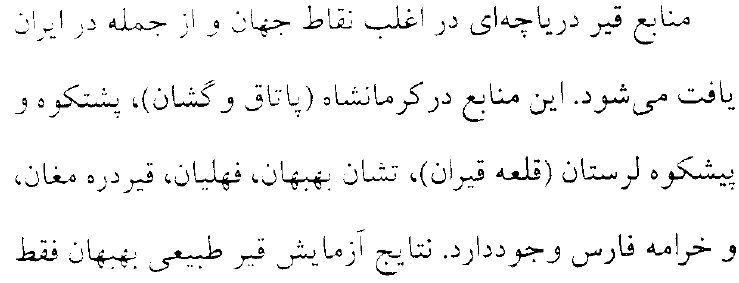 منابع قیر دریاچه‌ای در اغلب نقاط جهان و از جمله در ایران
یافت می‌شود. این منابع در کرمانشاه (پاتاق و گشان)، پشتکوه و
پیشکوه لرستان (قلعه قیران)، تشان بهبهان، فهلیان، قیردره مغان،
و خرامه فارس وجوددارد. نتایج آزمایش قیر طبیعی بهبهان فقط